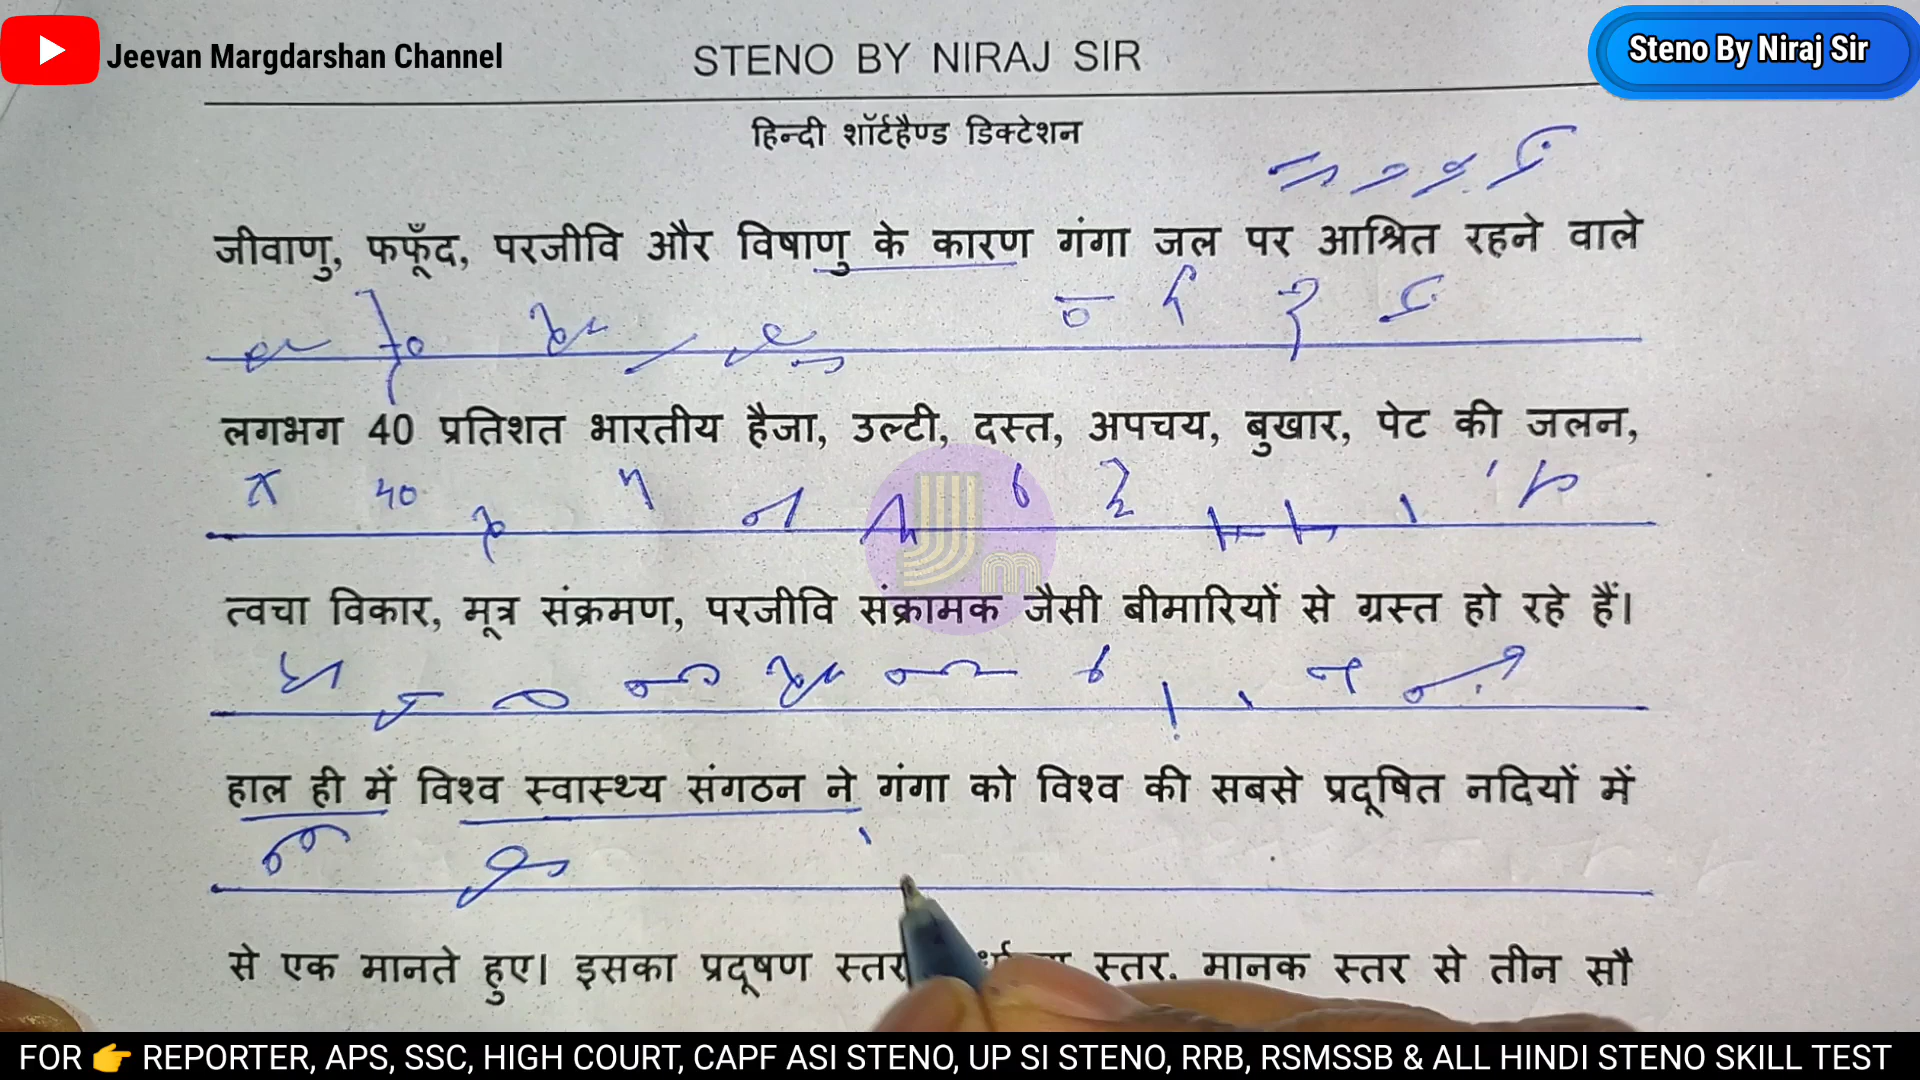 Jeevan Margdarshan Channel
STENO BY NIRAJ SIR
Steno By Niraj Sir
हिन्दी शॉर्टहैण्ड डिक्टेशन
जीवाणु, फफूँद, परजीवि और विषाणु के कारण गंगा जल पर आश्रित रहने वाले
लगभग 40 प्रतिशत भारतीय हैजा, उल्टी, दस्त, अपचय, बुखार, पेट की जलन,
40
त्वचा विकार, मूत्र संक्रमण, परजीवि संक्रामक जैसी बीमारियों से ग्रस्त हो रहे हैं।
हाल ही में विश्व स्वास्थ्य संगठन ने गंगा को विश्व की सबसे प्रदूषित नदियों में
से एक मानते हुए। इसका प्रदूषण स्तर स्तर. मानक स्तर से तीन सौ
FOR 👉 REPORTER, APS, SSC, HIGH COURT, CAPF ASI STENO, UP SI STENO, RRB, RSMSSB & ALL HINDI STENO SKILL TEST